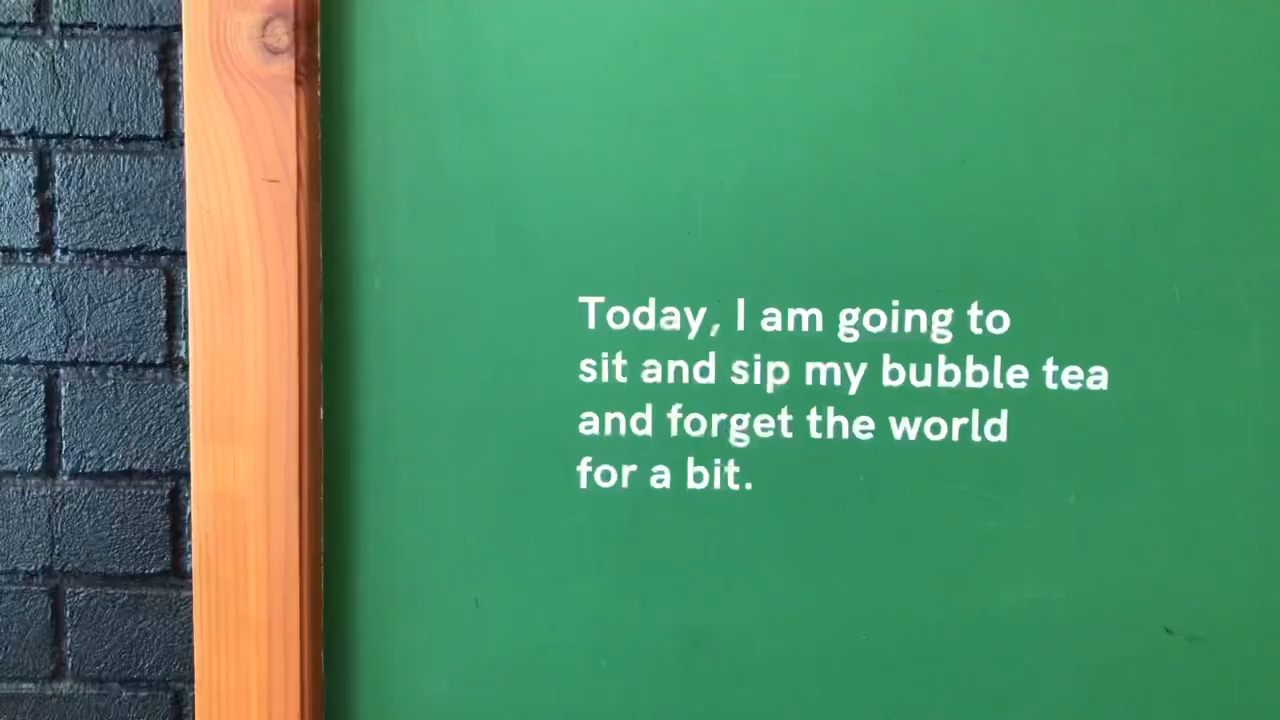 Today, I am going to
sit and sip my bubble tea
and forget the world
for a bit.